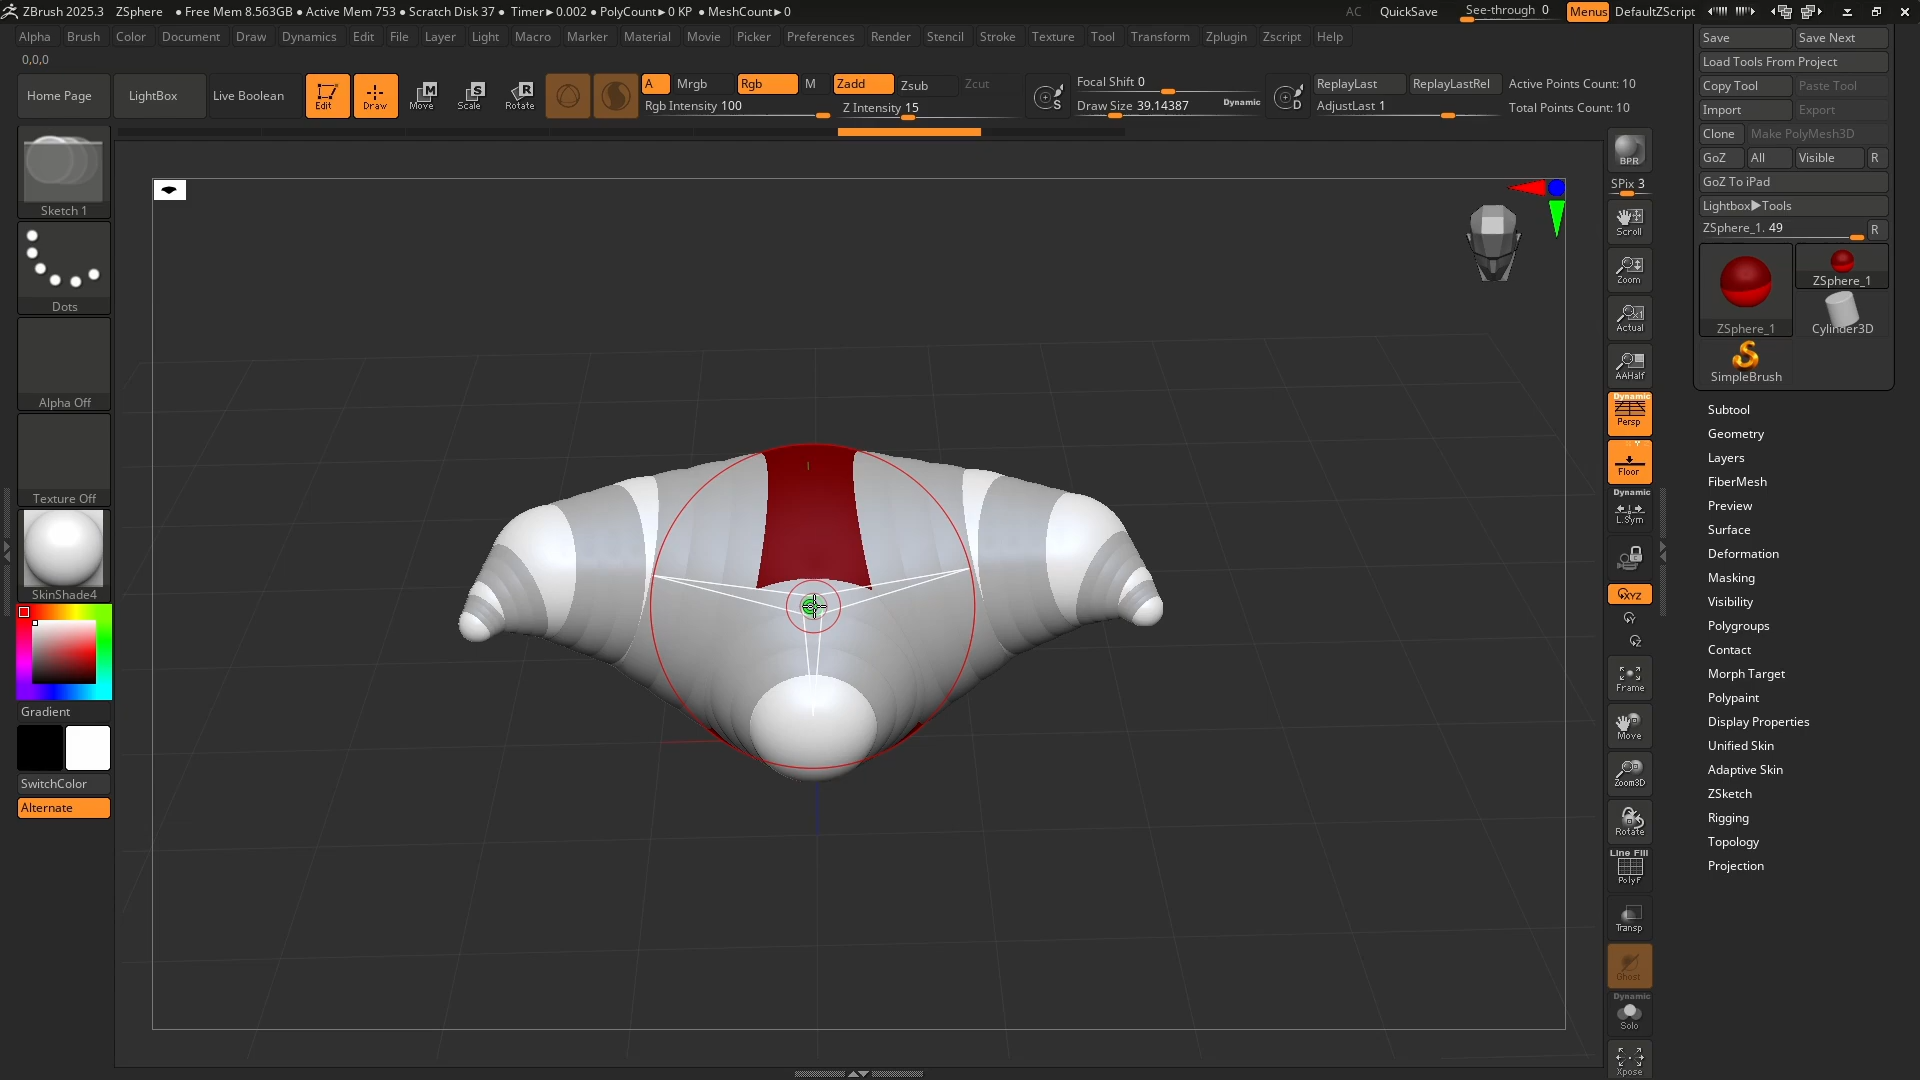 ZBrush 2025.3 ZSphere ● Free Mem 8.563GB ● Active Mem 753 ● Scratch Disk 37 ● Timer►0.002 ● PolyCount►0 KP ● MeshCount►0 AC QuickSave See-through 0 Menus DefaultZScript
Alpha Brush Color Document Draw Dynamics Edit File Layer Light Macro Marker Material Movie Picker Preferences Render Stencil Stroke Texture Tool Transform Zplugin Zscript Help
0,0,0
Home Page LightBox Live Boolean Edit Draw Move Scale Rotate
A Mrgb Rgb M Zadd Zsub Zcut
Rgb Intensity 100 Z Intensity 15
S Focal Shift 0
Draw Size 39.14387 Dynamic
D ReplayLast ReplayLastRel Active Points Count: 10
AdjustLast 1 Total Points Count: 10
Sketch 1
Dots
Alpha Off
Texture Off
SkinShade4
Gradient
SwitchColor
Alternate
BPR
SPix 3
Scroll
Zoom
Actual
AAHalf
Dynamic
Persp
Floor
Dynamic
L.Sym
XYZ
Y
Z
Frame
Move
Zoom3D
Rotate
Line Fill
PolyF
Transp
Ghost
Dynamic
Solo
Xpose
Save Save Next
Load Tools From Project
Copy Tool Paste Tool
Import Export
Clone Make PolyMesh3D
GoZ All Visible R
GoZ To iPad
Lightbox►Tools
ZSphere_1. 49 R
ZSphere_1
ZSphere_1 Cylinder3D
SimpleBrush
Subtool
Geometry
Layers
FiberMesh
Preview
Surface
Deformation
Masking
Visibility
Polygroups
Contact
Morph Target
Polypaint
Display Properties
Unified Skin
Adaptive Skin
ZSketch
Rigging
Topology
Projection